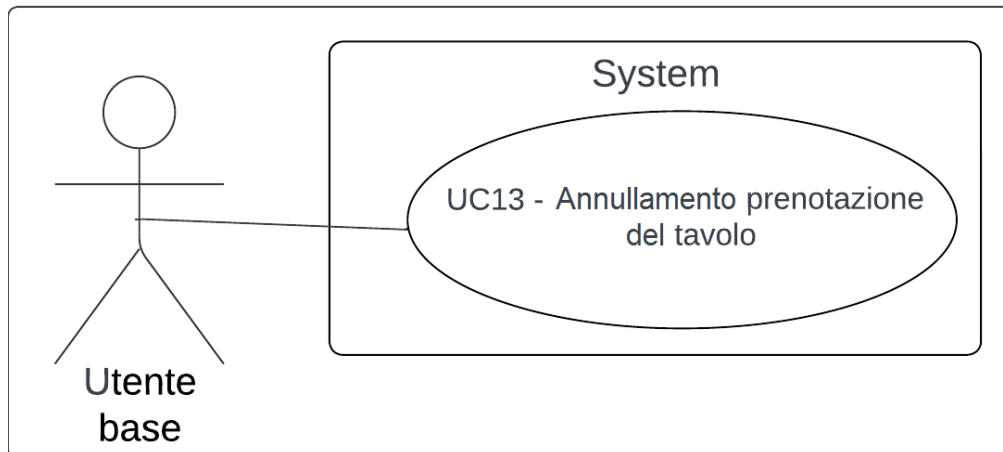 System
UC13 - Annullamento prenotazione
del tavolo
Utente
base